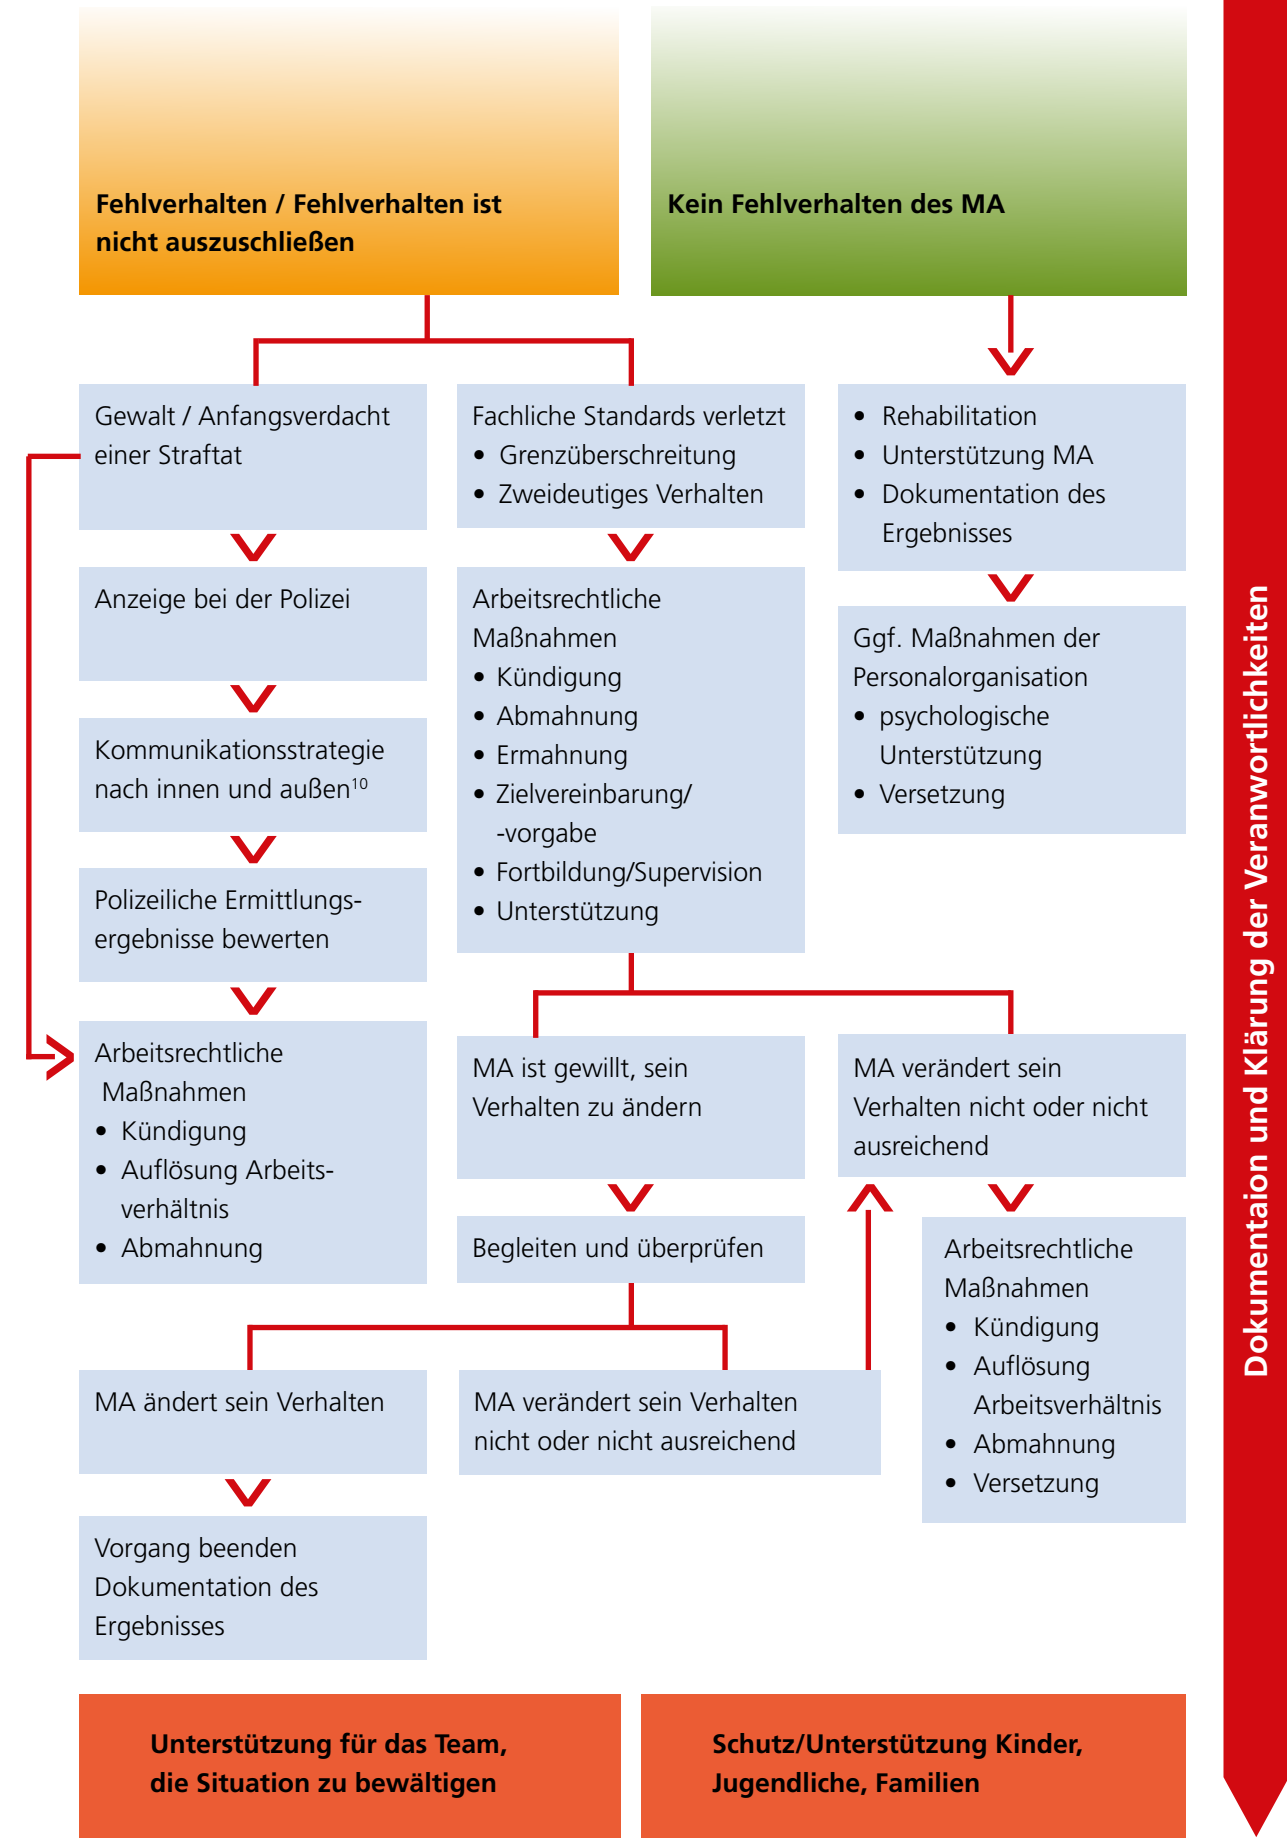 Fehlverhalten / Fehlverhalten ist
nicht auszuschließen
Kein Fehlverhalten des MA
Gewalt / Anfangsverdacht
einer Straftat
Anzeige bei der Polizei
Kommunikationsstrategie
nach innen und außen¹⁰
Polizeiliche Ermittlungs-
ergebnisse bewerten
Arbeitsrechtliche
Maßnahmen
• Kündigung
• Auflösung Arbeits-
verhältnis
• Abmahnung
Fachliche Standards verletzt
• Grenzüberschreitung
• Zweideutiges Verhalten
Arbeitsrechtliche
Maßnahmen
• Kündigung
• Abmahnung
• Ermahnung
• Zielvereinbarung/
-vorgabe
• Fortbildung/Supervision
• Unterstützung
MA ist gewillt, sein
Verhalten zu ändern
Begleiten und überprüfen
MA ändert sein Verhalten
Vorgang beenden
Dokumentation des
Ergebnisses
MA verändert sein Verhalten
nicht oder nicht ausreichend
MA verändert sein
Verhalten nicht oder nicht
ausreichend
Arbeitsrechtliche
Maßnahmen
• Kündigung
• Auflösung
Arbeitsverhältnis
• Abmahnung
• Versetzung
• Rehabilitation
• Unterstützung MA
• Dokumentation des
Ergebnisses
Ggf. Maßnahmen der
Personalorganisation
• psychologische
Unterstützung
• Versetzung
Unterstützung für das Team,
die Situation zu bewältigen
Schutz/Unterstützung Kinder,
Jugendliche, Familien
Dokumentaion und Klärung der Veranwortlichkeiten